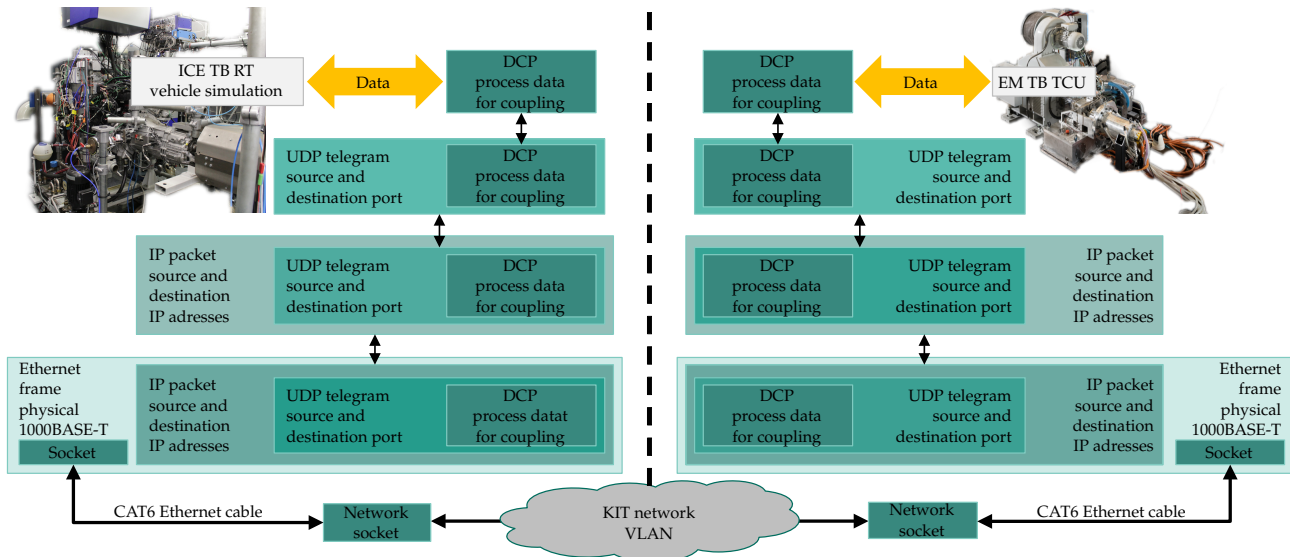 ICE TB RT
vehicle simulation
Data
DCP
process data
for coupling
UDP telegram
source and
destination port
DCP
process data
for coupling
IP packet
source and
destination
IP adresses
UDP telegram
source and
destination port
DCP
process data
for coupling
Ethernet
frame
physical
1000BASE-T
Socket
IP packet
source and
destination
IP adresses
UDP telegram
source and
destination port
DCP
process datat
for coupling
CAT6 Ethernet cable
Network
socket
KIT network
VLAN
DCP
process data
for coupling
Data
EM TB TCU
DCP
process data
for coupling
UDP telegram
source and
destination port
DCP
process data
for coupling
UDP telegram
source and
destination port
IP packet
source and
destination
IP adresses
DCP
process data
for coupling
UDP telegram
source and
destination port
IP packet
source and
destination
IP adresses
Ethernet
frame
physical
1000BASE-T
Socket
Network
socket
CAT6 Ethernet cable